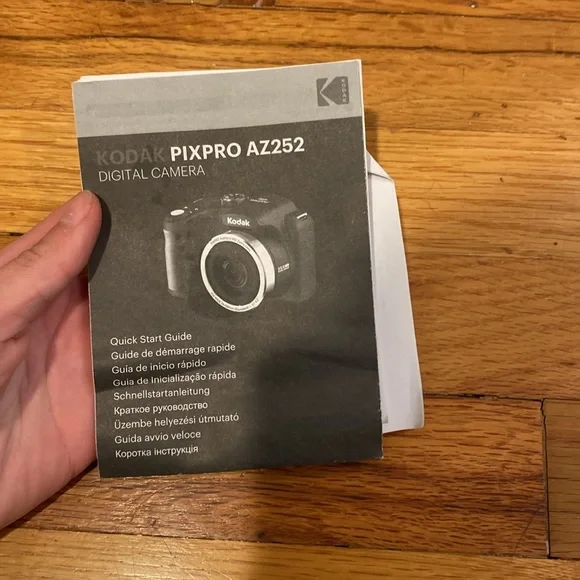 KODAK
KODAK PIXPRO AZ252
DIGITAL CAMERA
Kodak
Quick Start Guide
Guide de démarrage rapide
Guía de inicio rápido
Guia de Inicialização rápida
Schnellstartanleitung
Краткое руководство
Üzembe helyezési útmutató
Guida avvio veloce
Коротка інструкція